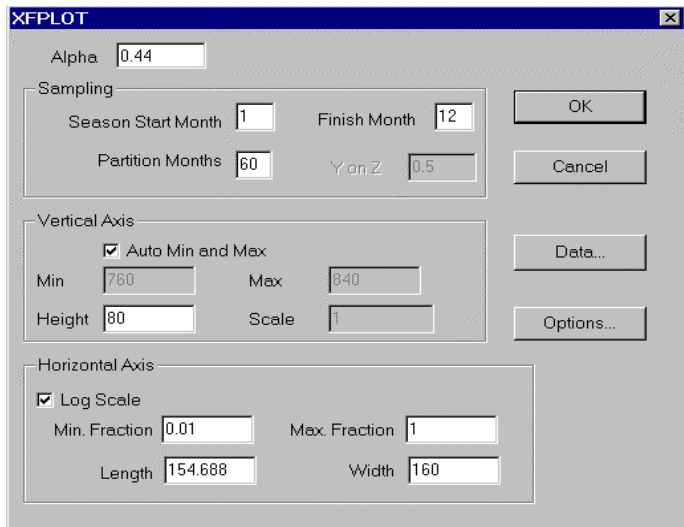 XFPLOT
Alpha 0.44
Sampling
Season Start Month 1 Finish Month 12
Partition Months 60 Y on Z 0.5
OK
Cancel
Vertical Axis
Auto Min and Max
Min 760 Max 840
Height 80 Scale 1
Data...
Options...
Horizontal Axis
Log Scale
Min. Fraction 0.01 Max. Fraction 1
Length 154.688 Width 160